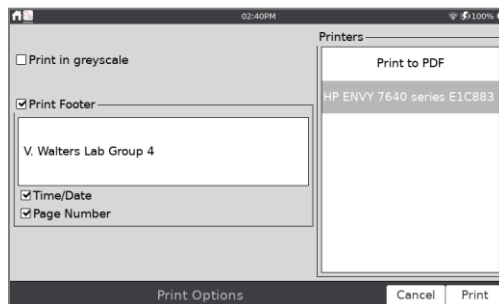 02:40PM
100%
Print in greyscale
Print Footer
V. Walters Lab Group 4
Time/Date
Page Number
Printers
Print to PDF
HP ENVY 7640 series E1C883
Print Options
Cancel
Print